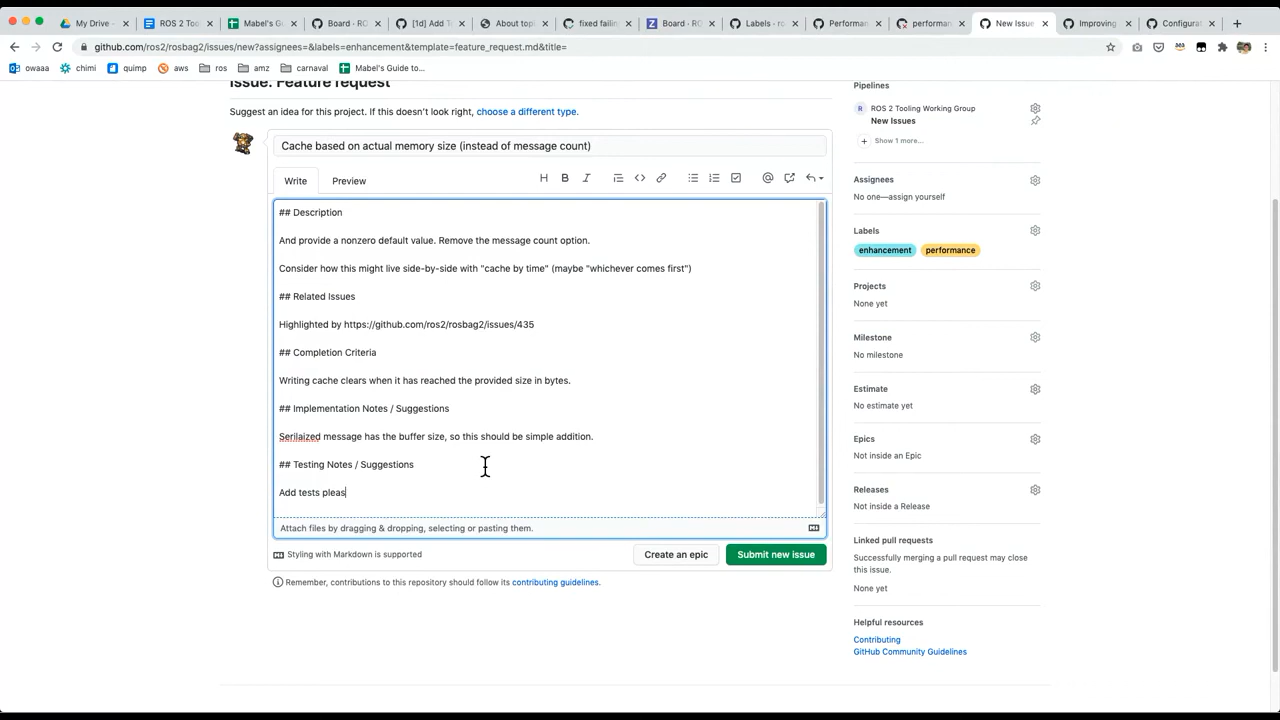 My Drive -
ROS 2 Tool
Mabel's Gu
Board · RO
[1d] Add T
About topi
fixed failin
Board · RO
Labels · ro
Performan
performan
New Issue
Improving
Configura
github.com/ros2/rosbag2/issues/new?assignees=&labels=enhancement&template=feature_request.md&title=
owaaa
chimi
quimp
aws
ros
amz
carnaval
Mabel's Guide to...
Issue: Feature request
Suggest an idea for this project. If this doesn't look right, choose a different type.
Cache based on actual memory size (instead of message count)
Write
Preview
## Description
And provide a nonzero default value. Remove the message count option.
Consider how this might live side-by-side with "cache by time" (maybe "whichever comes first")
## Related Issues
Highlighted by https://github.com/ros2/rosbag2/issues/435
## Completion Criteria
Writing cache clears when it has reached the provided size in bytes.
## Implementation Notes / Suggestions
Serilaized message has the buffer size, so this should be simple addition.
## Testing Notes / Suggestions
Add tests pleas
Attach files by dragging & dropping, selecting or pasting them.
Styling with Markdown is supported
Create an epic
Submit new issue
Remember, contributions to this repository should follow its contributing guidelines.
Pipelines
R ROS 2 Tooling Working Group
New Issues
+ Show 1 more...
Assignees
No one—assign yourself
Labels
enhancement
performance
Projects
None yet
Milestone
No milestone
Estimate
No estimate yet
Epics
Not inside an Epic
Releases
Not inside a Release
Linked pull requests
Successfully merging a pull request may close
this issue.
None yet
Helpful resources
Contributing
GitHub Community Guidelines